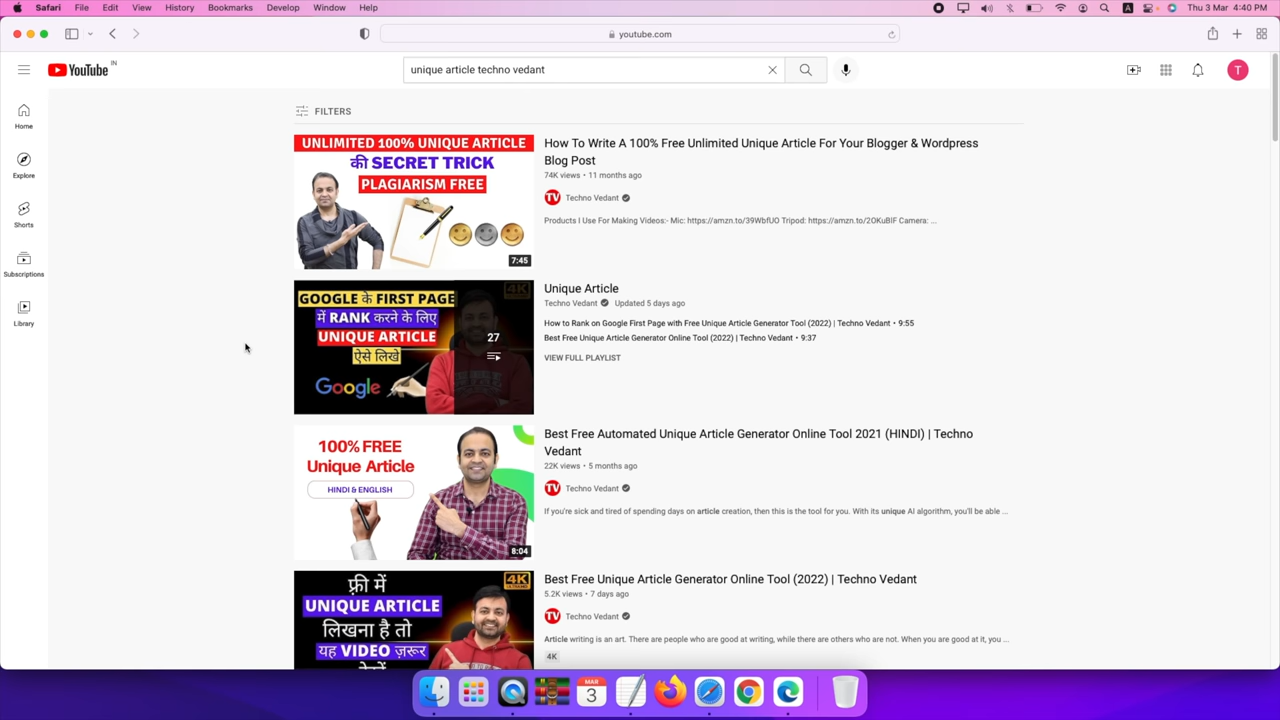 Safari File Edit View History Bookmarks Develop Window Help
A
Thu 3 Mar 4:40 PM
youtube.com
YouTube IN
unique article techno vedant
T
Home
Explore
Shorts
Subscriptions
Library
FILTERS
UNLIMITED 100% UNIQUE ARTICLE
की SECRET TRICK
PLAGIARISM FREE
7:45
How To Write A 100% Free Unlimited Unique Article For Your Blogger & Wordpress
Blog Post
74K views • 11 months ago
TV Techno Vedant
Products I Use For Making Videos:- Mic: https://amzn.to/39WbfUO Tripod: https://amzn.to/2OKuBIF Camera: ...
GOOGLE के FIRST PAGE
में RANK करने के लिए
UNIQUE ARTICLE
ऐसे लिखे
Google
4K
27
Unique Article
Techno Vedant Updated 5 days ago
How to Rank on Google First Page with Free Unique Article Generator Tool (2022) | Techno Vedant • 9:55
Best Free Unique Article Generator Online Tool (2022) | Techno Vedant • 9:37
VIEW FULL PLAYLIST
100% FREE
Unique Article
HINDI & ENGLISH
8:04
Best Free Automated Unique Article Generator Online Tool 2021 (HINDI) | Techno
Vedant
22K views • 5 months ago
TV Techno Vedant
If you're sick and tired of spending days on article creation, then this is the tool for you. With its unique AI algorithm, you'll be able ...
फ़्री में
UNIQUE ARTICLE
लिखना है तो
यह VIDEO ज़रूर
4K
ULTRA HD
Best Free Unique Article Generator Online Tool (2022) | Techno Vedant
5.2K views • 7 days ago
TV Techno Vedant
Article writing is an art. There are people who are good at writing, while there are others who are not. When you are good at it, you ...
4K
MAR
3